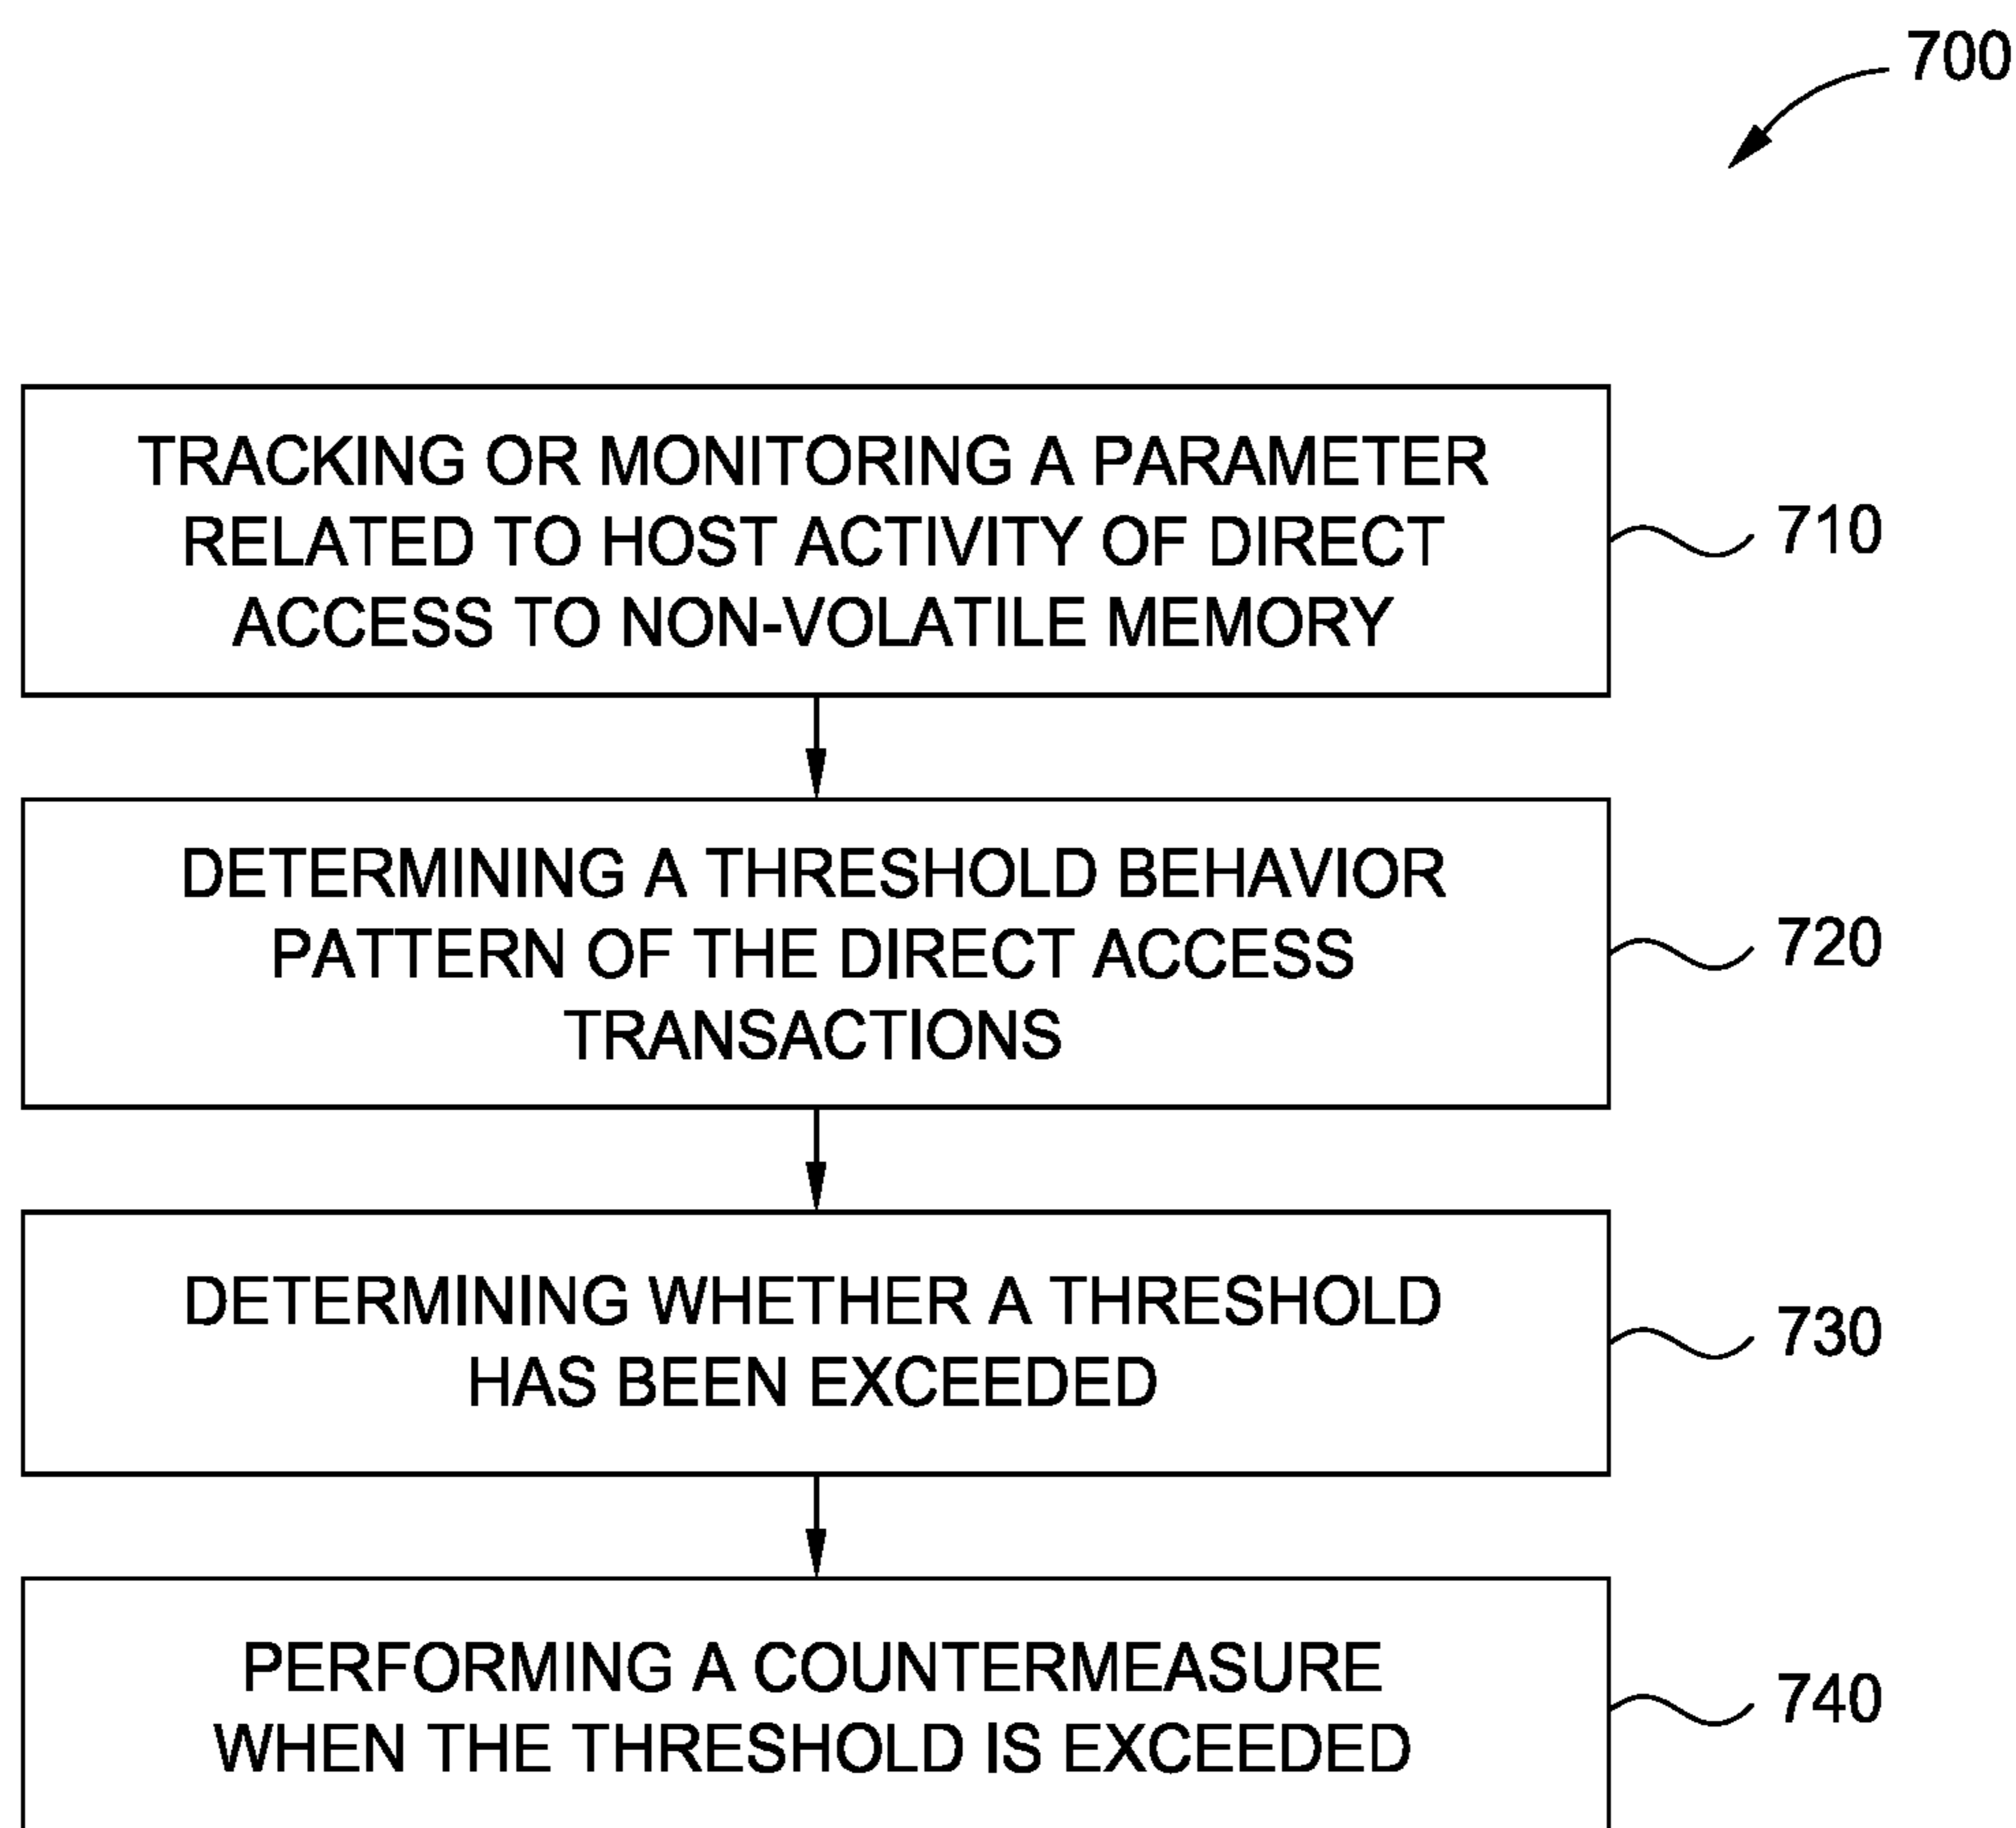 700
TRACKING OR MONITORING A PARAMETER
RELATED TO HOST ACTIVITY OF DIRECT
ACCESS TO NON-VOLATILE MEMORY
710
DETERMINING A THRESHOLD BEHAVIOR
PATTERN OF THE DIRECT ACCESS
TRANSACTIONS
720
DETERMINING WHETHER A THRESHOLD
HAS BEEN EXCEEDED
730
PERFORMING A COUNTERMEASURE
WHEN THE THRESHOLD IS EXCEEDED
740